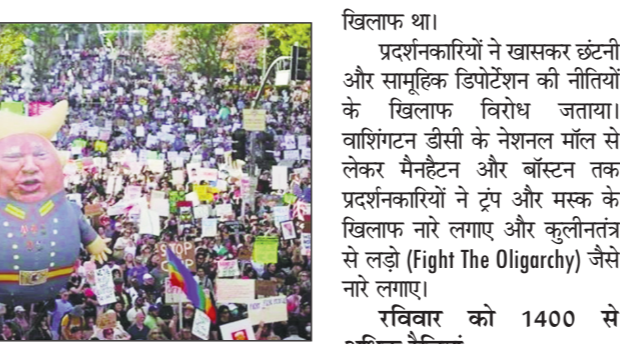 खिलाफ था।
प्रदर्शनकारियों ने खासकर छंटनी
और सामूहिक डिपोर्टेशन की नीतियों
के खिलाफ विरोध जताया।
वाशिंगटन डीसी के नेशनल मॉल से
लेकर मैनहैटन और बॉस्टन तक
प्रदर्शनकारियों ने ट्रंप और मस्क के
खिलाफ नारे लगाए और कुलीनतंत्र
से लड़ो (Fight The Oligarchy) जैसे
नारे लगाए।
रविवार को 1400 से
STOP